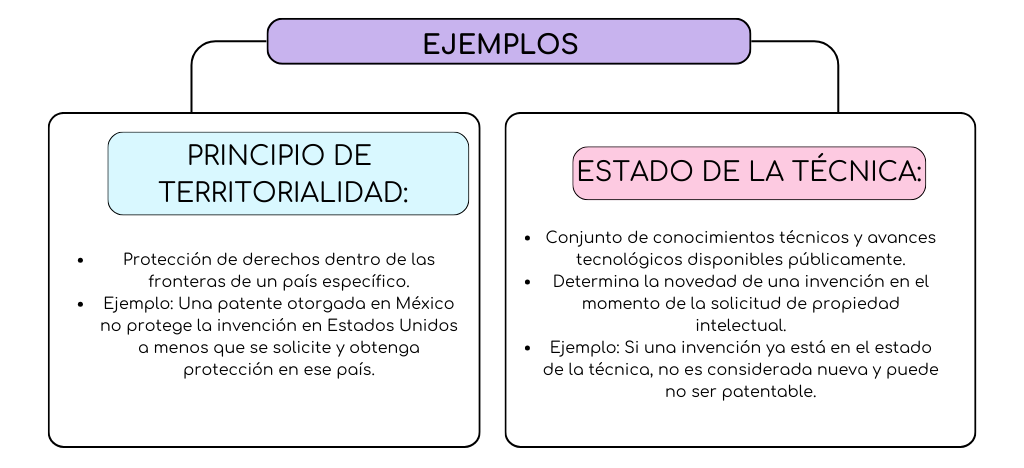 EJEMPLOS
PRINCIPIO DE
TERRITORIALIDAD:
• Protección de derechos dentro de las
fronteras de un país específico.
• Ejemplo: Una patente otorgada en México
no protege la invención en Estados Unidos
a menos que se solicite y obtenga
protección en ese país.
ESTADO DE LA TÉCNICA:
• Conjunto de conocimientos técnicos y avances
tecnológicos disponibles públicamente.
• Determina la novedad de una invención en el
momento de la solicitud de propiedad
intelectual.
• Ejemplo: Si una invención ya está en el estado
de la técnica, no es considerada nueva y puede
no ser patentable.